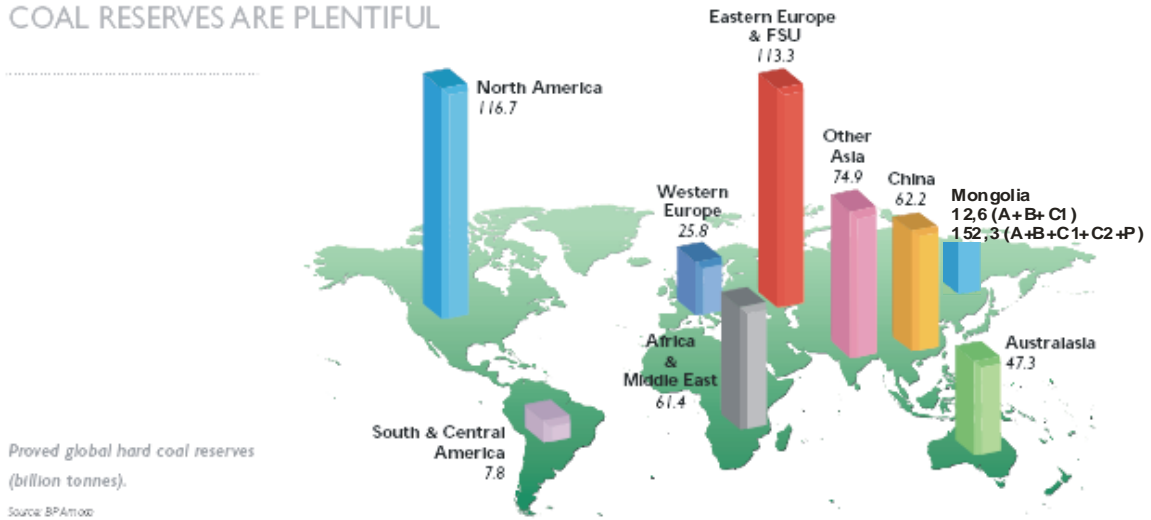 COAL RESERVES ARE PLENTIFUL
Eastern Europe
& FSU
113.3
North America
116.7
Other
Asia
74.9
China
62.2
Mongolia
12,6 (A+B+C1)
152,3 (A+B+C1+C2+P)
Western
Europe
25.8
Africa
&
Middle East
61.4
Australasia
47.3
South & Central
America
7.8
Proved global hard coal reserves
(billion tonnes).
Source: BP Amoco